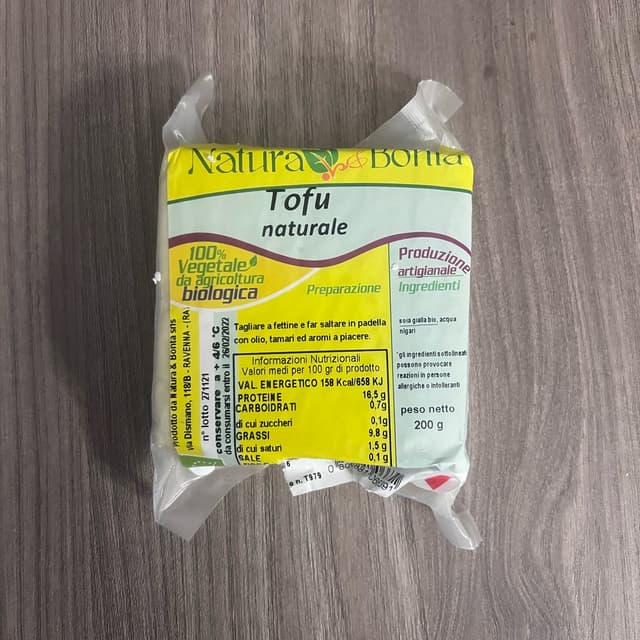 Natura & Bontà
Tofu
naturale
100%
Vegetale
da agricoltura
biologica
Preparazione
Produzione
artigianale
Ingredienti
soia gialla bio, acqua
nigari
Tagliare a fettine e far saltare in padella
con olio, tamari ed aromi a piacere.
*gli ingredienti sottolineati
possono provocare
reazioni in persone
allergiche o intolleranti
peso netto
200 g
Informazioni Nutrizionali
Valori medi per 100 gr di prodotto
VAL. ENERGETICO 158 Kcal/658 KJ
PROTEINE 16,5 g
CARBOIDRATI 0,7g
di cui zuccheri 0,1g
GRASSI 9,8 g
di cui saturi 1,5 g
SALE 0,1 g
Prodotto da Natura & Bontà srls
via Dismano, 118/B - RAVENNA - (RA)
n° lotto 271121
conservare a + 4/6 °C
da consumarsi entro il 26/02/2022
e n. T979